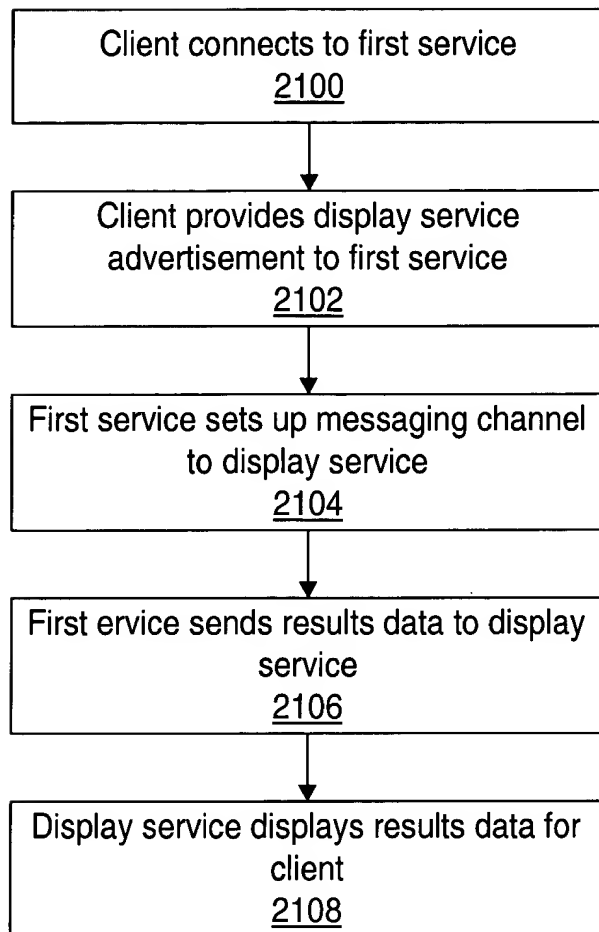 Client connects to first service
2100
Client provides display service
advertisement to first service
2102
First service sets up messaging channel
to display service
2104
First ervice sends results data to display
service
2106
Display service displays results data for
client
2108